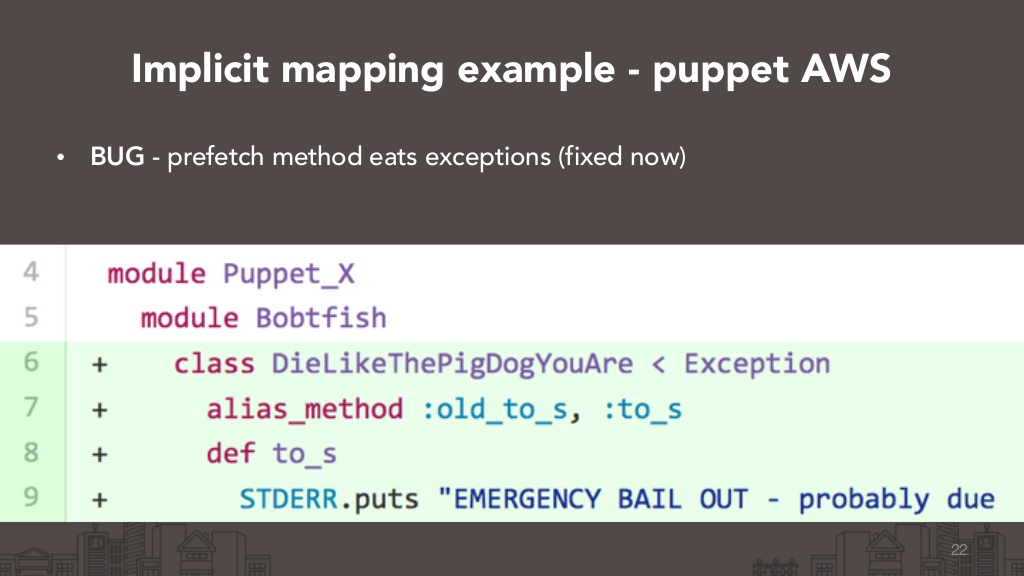 Implicit mapping example - puppet AWS
• BUG - prefetch method eats exceptions (fixed now)
4 module Puppet_X
5 module Bobtfish
6 + class DieLikeThePigDogYouAre < Exception
7 + alias_method :old_to_s, :to_s
8 + def to_s
9 + STDERR.puts "EMERGENCY BAIL OUT - probably due
22